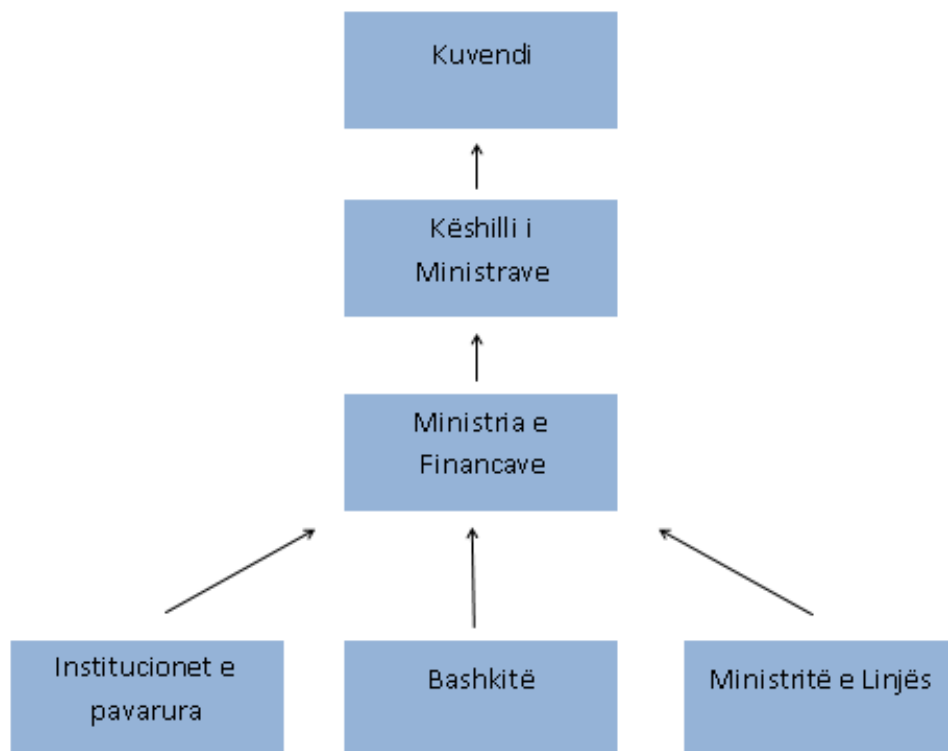 Kuvendi
Këshilli i
Ministrave
Ministria e
Financave
Institucionet e
pavarura
Bashkitë
Ministritë e Linjës